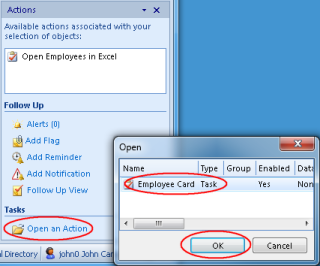 Actions
Available actions associated with your
selection of objects:
Open Employees in Excel
Follow Up
Alerts (0)
Add Flag
Add Reminder
Add Notification
Follow Up View
Tasks
Open an Action
al Directory
john0 John Car
Open
Name Type Group Enabled Data
Employee Card Task Yes Non
OK Cancel